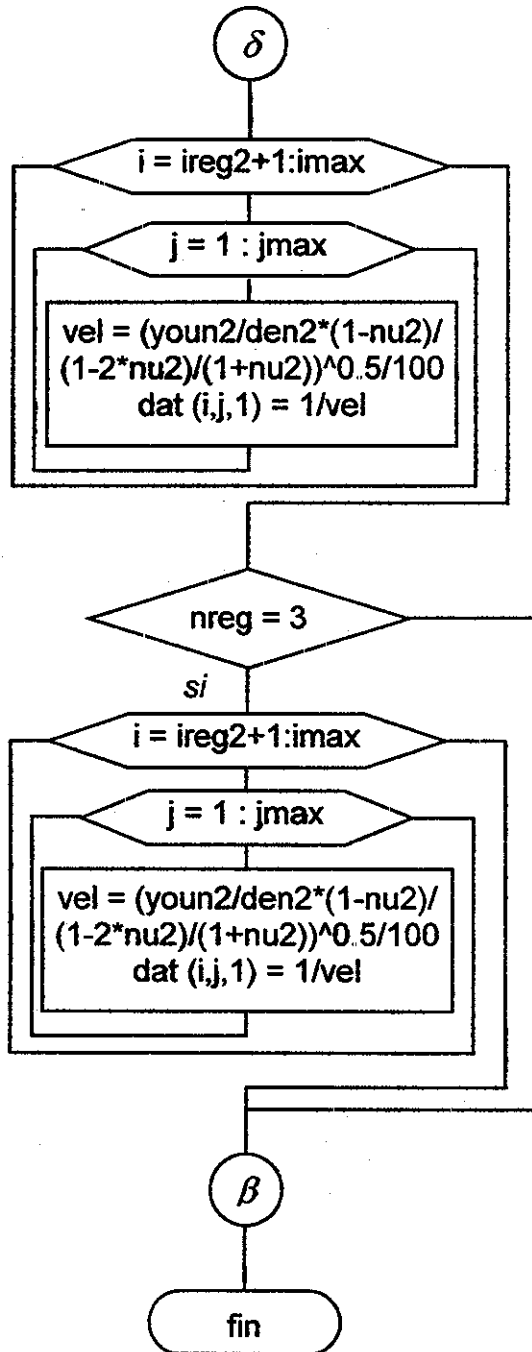 δ
i = ireg2+1:imax
j = 1 : jmax
vel = (youn2/den2*(1-nu2)/
(1-2*nu2)/(1+nu2))^0.5/100
dat (i,j,1) = 1/vel
nreg = 3
si
i = ireg2+1:imax
j = 1 : jmax
vel = (youn2/den2*(1-nu2)/
(1-2*nu2)/(1+nu2))^0.5/100
dat (i,j,1) = 1/vel
β
fin